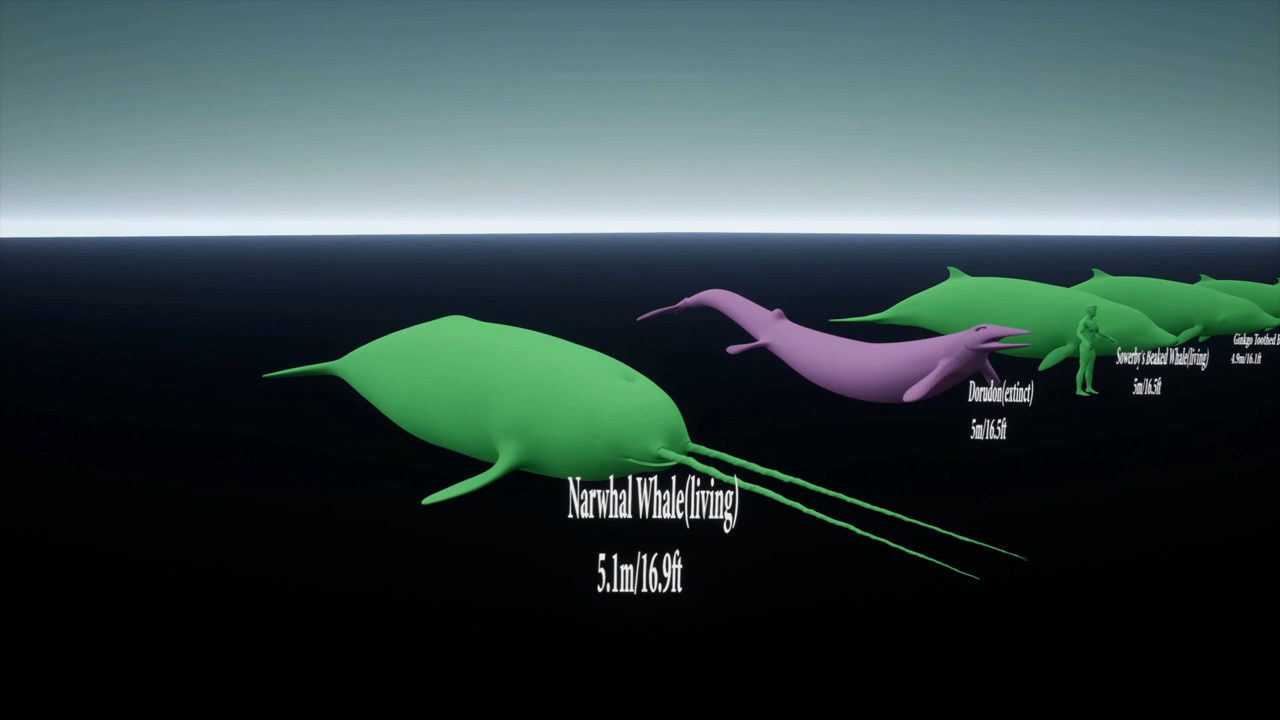 Narwhal Whale(living)
5.1m/16.9ft
Dorudon(extinct)
5m/16.5ft
Sowerby's Beaked Whale(living)
5m/16.5ft
Ginkgo Toothed B
4.9m/16.1ft